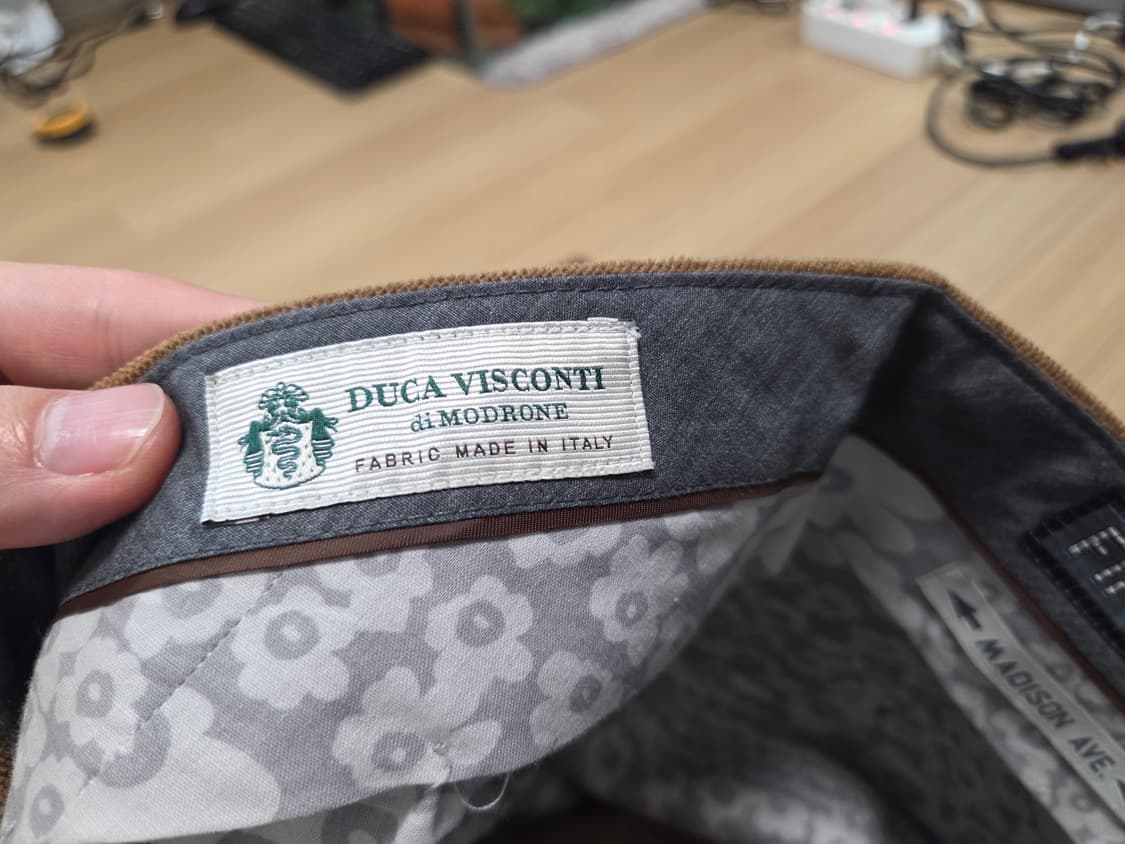 DUCA VISCONTI
di MODRONE
FABRIC MADE IN ITALY
MADISON AVE.